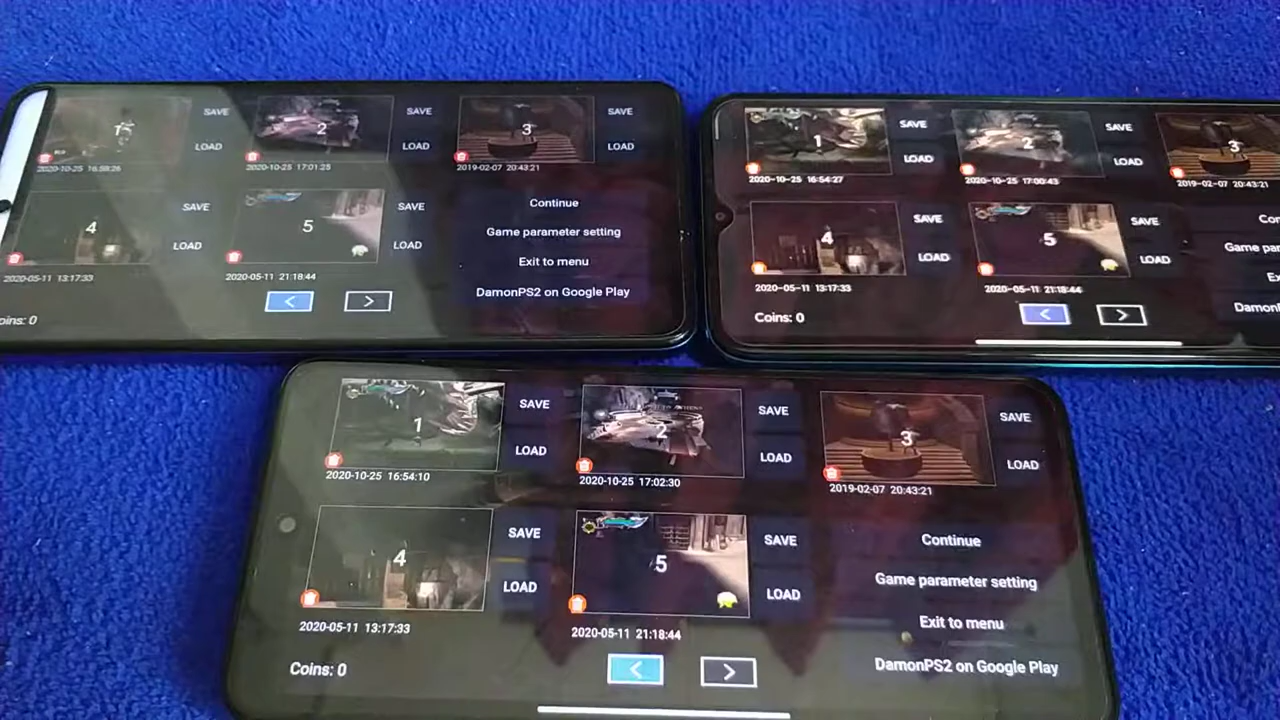 1 SAVE 2 SAVE 3 SAVE
LOAD LOAD LOAD
2020-10-25 16:59:26 2020-10-25 17:01:25 2019-02-07 20:43:21
4 SAVE 5 SAVE Continue
LOAD LOAD Game parameter setting
2020-05-11 13:17:33 2020-05-11 21:18:44 Exit to menu
< > DamonPS2 on Google Play
oins: 0
1 SAVE 2 SAVE 3
LOAD LOAD
2020-10-25 16:54:27 2020-10-25 17:00:43 2019-02-07 20:43:21
4 SAVE 5 SAVE Con
LOAD LOAD Game par
2020-05-11 13:17:33 2020-05-11 21:18:44 Ex
Coins: 0 < > Damon
1 SAVE 2 SAVE 3 SAVE
LOAD LOAD LOAD
2020-10-25 16:54:10 2020-10-25 17:02:30 2019-02-07 20:43:21
4 SAVE 5 SAVE Continue
LOAD LOAD Game parameter setting
2020-05-11 13:17:33 2020-05-11 21:18:44 Exit to menu
Coins: 0 < > DamonPS2 on Google Play